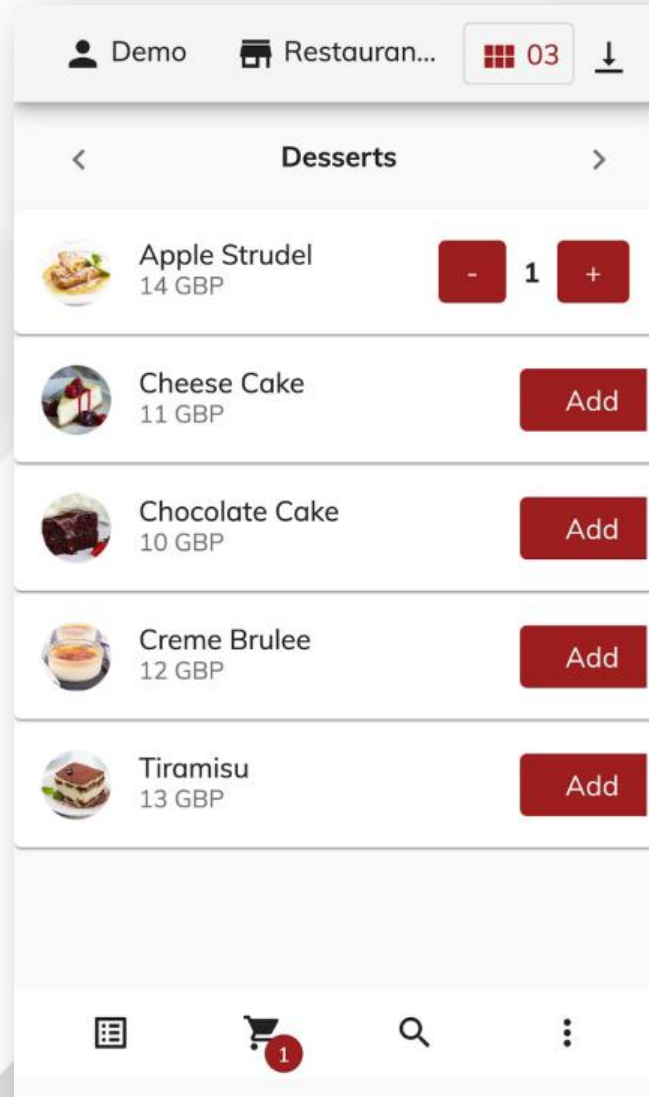 Demo
Restauran...
03
Desserts
Apple Strudel
14 GBP
- 1 +
Cheese Cake
11 GBP
Add
Chocolate Cake
10 GBP
Add
Creme Brulee
12 GBP
Add
Tiramisu
13 GBP
Add
1